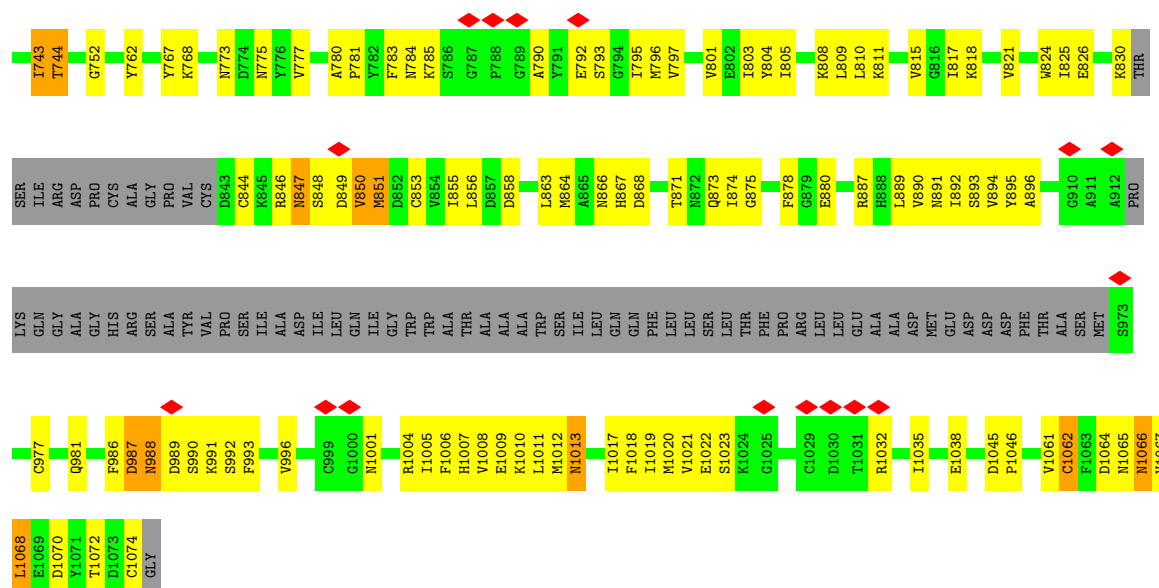 I743 T744 G752 Y762 Y767 K768 N773 D774 N775 Y776 V777 A780 P781 Y782 F783 N784 K785 S786 G787 P788 G789 A790 Y791 E792 S793 G794 I795 M796 V797 V801 E802 I803 Y804 I805 K808 L809 L810 K811 V815 G816 I817 K818 V821 W824 I825 E826 K830 THR
SER ILE ARG ASP PRO CYS ALA GLY PRO VAL CYS D843 C844 K845 R846 N847 S848 D849 V850 M851 D852 C853 V854 I855 L856 D857 D858 L863 M864 A865 N866 H867 D868 T871 N872 Q873 I874 G875 F878 G879 E880 R887 H888 L889 V890 N891 I892 S893 V894 Y895 A896 G910 A911 A912 PRO
LYS GLN GLY ALA GLY HIS ARG SER ALA TYR VAL PRO SER ILE ALA ASP ILE LEU GLN ILE GLY TRP TRP ALA THR ALA ALA ALA TRP SER ILE LEU GLN GLN PHE LEU LEU SER LEU THR PHE PRO ARG LEU LEU GLU ALA ALA ASP MET GLU ASP ASP ASP PHE THR ALA SER MET S973
C977 Q981 F986 D987 N988 D989 S990 K991 S992 F993 V996 C999 G1000 N1001 R1004 I1005 F1006 H1007 V1008 E1009 K1010 L1011 M1012 N1013 I1017 F1018 I1019 M1020 V1021 E1022 S1023 K1024 G1025 C1029 D1030 T1031 R1032 I1035 E1038 D1045 P1046 V1061 C1062 F1063 D1064 N1065 N1066
L1068 E1069 D1070 Y1071 T1072 D1073 C1074 GLY